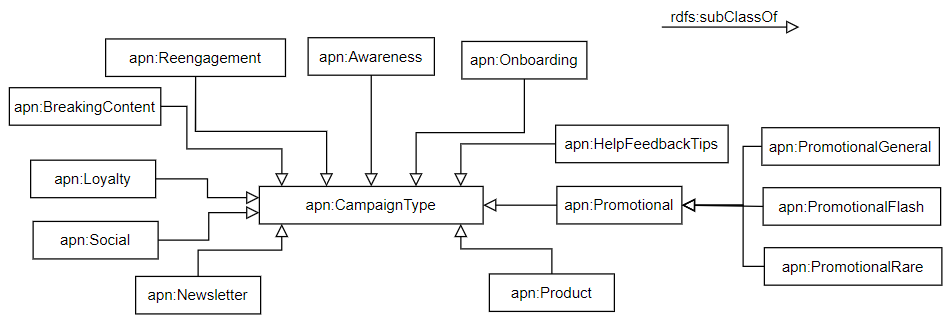 rdfs:subClassOf
apn:Reengagement
apn:Awareness
apn:Onboarding
apn:BreakingContent
apn:HelpFeedbackTips
apn:PromotionalGeneral
apn:Loyalty
apn:CampaignType
apn:Promotional
apn:PromotionalFlash
apn:Social
apn:PromotionalRare
apn:Newsletter
apn:Product